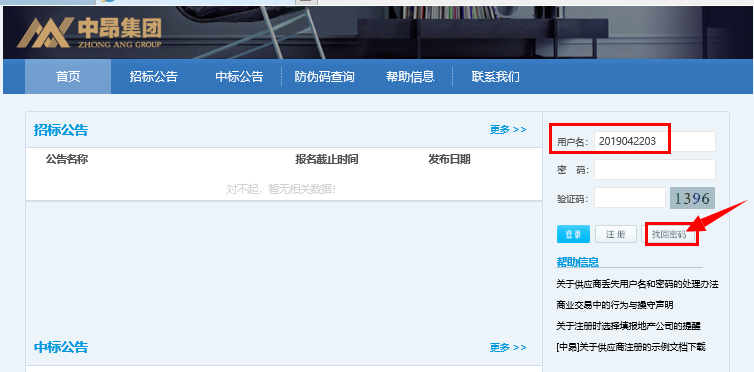 中昂集团
ZHONG ANG GROUP
首页 招标公告 中标公告 防伪码查询 帮助信息 联系我们
招标公告 更多 >>
公告名称 报名截止时间 发布日期
对不起，暂无相关数据!
中标公告 更多 >>
用户名： 2019042203
密 码：
验证码： 1396
登录 注 册 找回密码
帮助信息
关于供应商丢失用户名和密码的处理办法
商业交易中的行为与操守声明
关于注册时选择填报地产公司的提醒
[中昂]关于供应商注册的示例文档下载